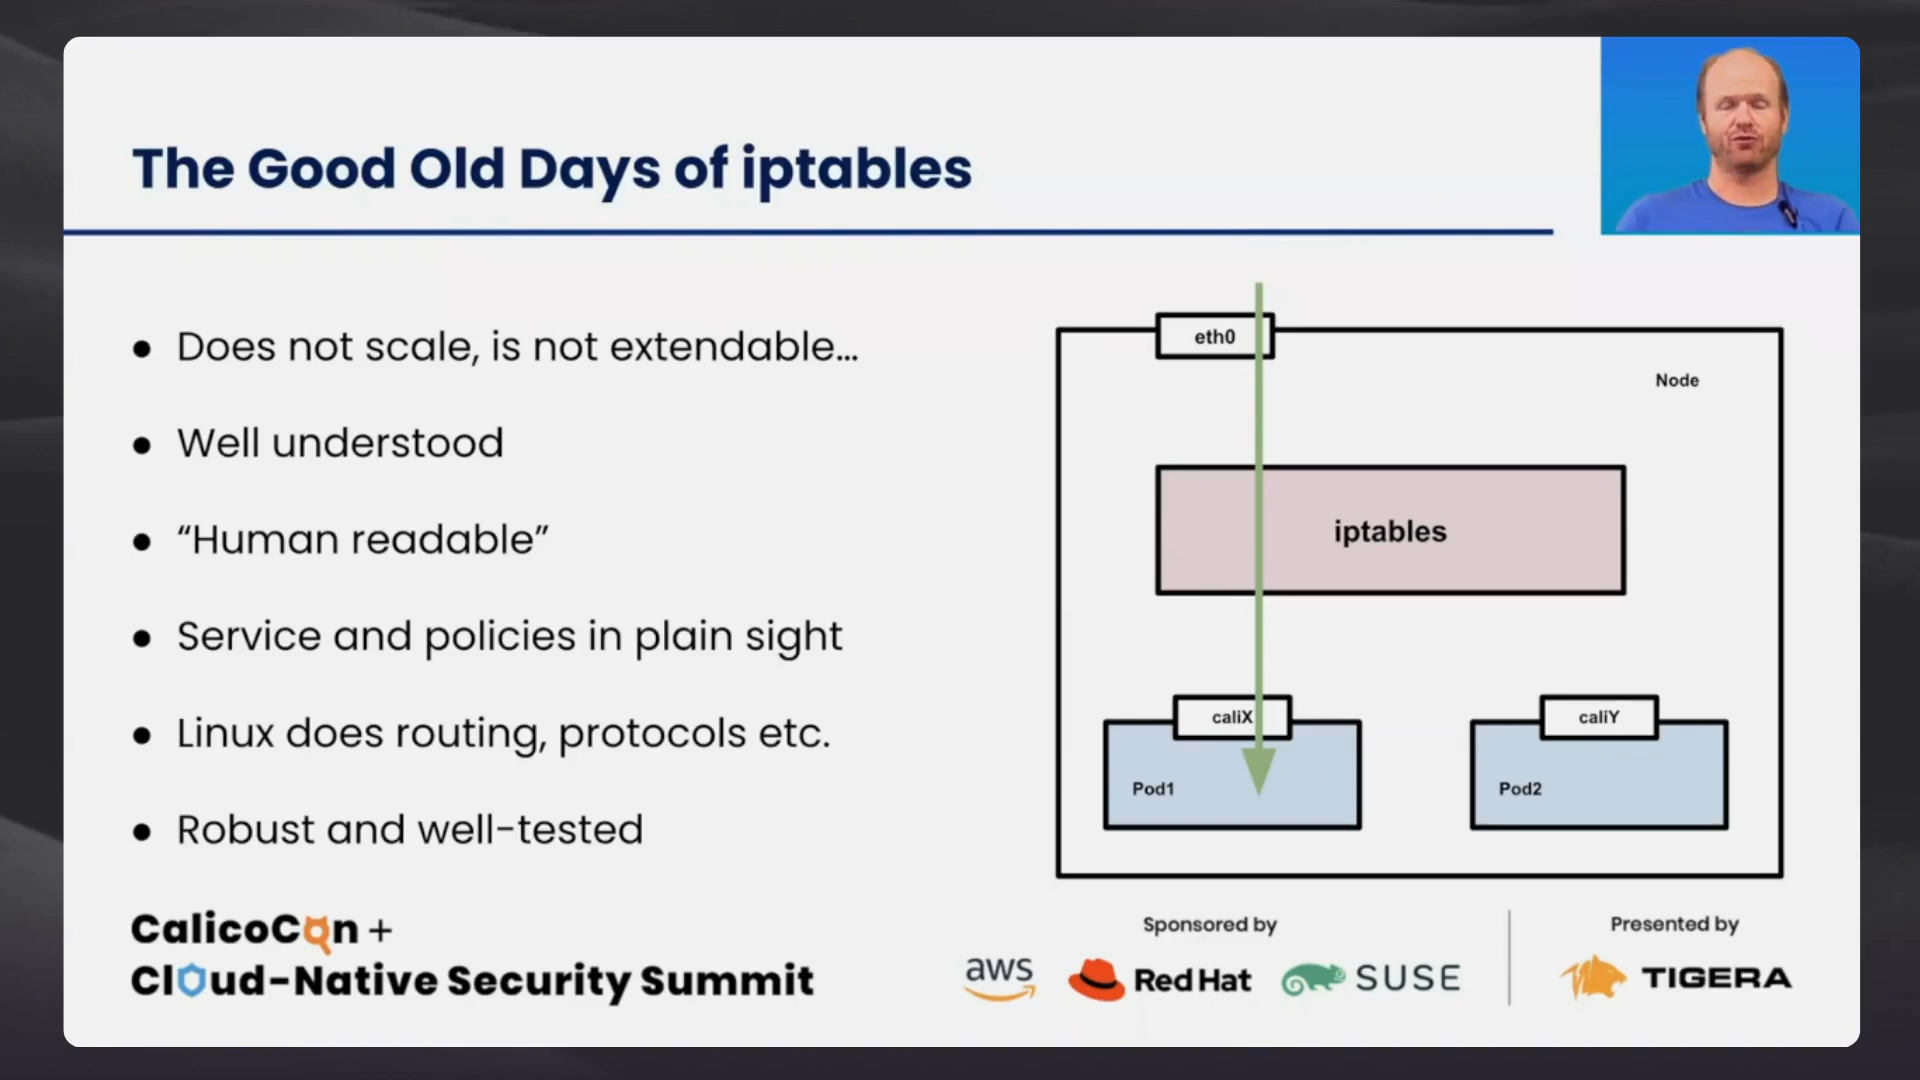 The Good Old Days of iptables
Does not scale, is not extendable...
Well understood
“Human readable”
Service and policies in plain sight
Linux does routing, protocols etc.
Robust and well-tested
eth0
Node
iptables
caliX
caliY
Pod1
Pod2
CalicoCon +
Cloud-Native Security Summit
Sponsored by
aws
Red Hat
SUSE
Presented by
TIGERA